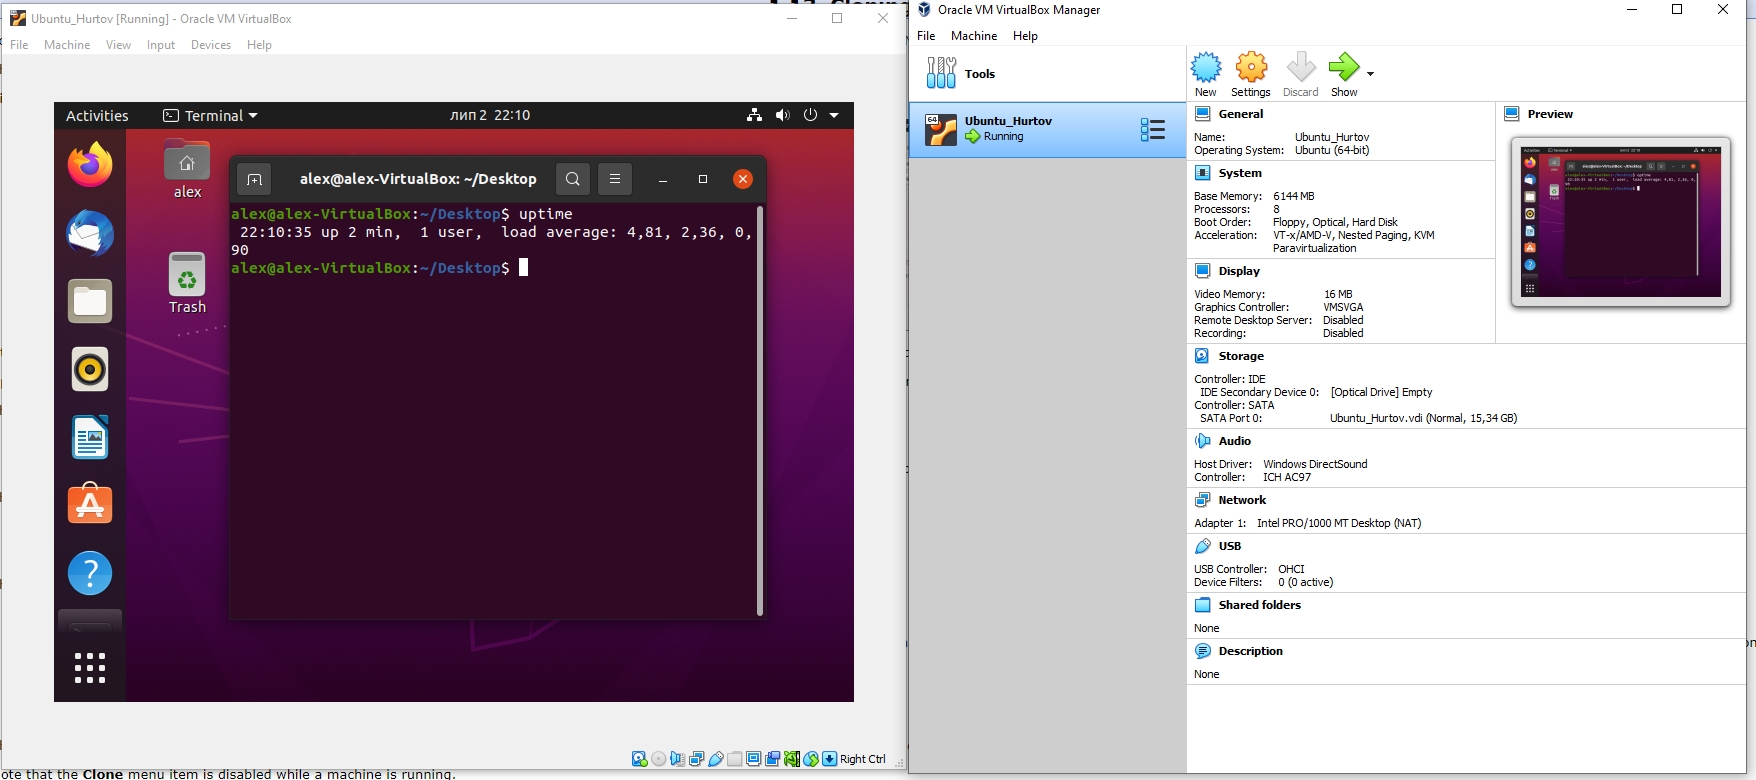 Ubuntu_Hurtov [Running] - Oracle VM VirtualBox
File Machine View Input Devices Help
Activities Terminal лип 2 22:10
alex
Trash
alex@alex-VirtualBox: ~/Desktop
alex@alex-VirtualBox:~/Desktop$ uptime
22:10:35 up 2 min, 1 user, load average: 4,81, 2,36, 0,
90
alex@alex-VirtualBox:~/Desktop$
Right Ctrl
ote that the Clone menu item is disabled while a machine is running.
Oracle VM VirtualBox Manager
File Machine Help
Tools
64
Ubuntu_Hurtov
Running
New Settings Discard Show
General
Name: Ubuntu_Hurtov
Operating System: Ubuntu (64-bit)
System
Base Memory: 6144 MB
Processors: 8
Boot Order: Floppy, Optical, Hard Disk
Acceleration: VT-x/AMD-V, Nested Paging, KVM
Paravirtualization
Display
Video Memory: 16 MB
Graphics Controller: VMSVGA
Remote Desktop Server: Disabled
Recording: Disabled
Preview
Storage
Controller: IDE
IDE Secondary Device 0: [Optical Drive] Empty
Controller: SATA
SATA Port 0: Ubuntu_Hurtov.vdi (Normal, 15,34 GB)
Audio
Host Driver: Windows DirectSound
Controller: ICH AC97
Network
Adapter 1: Intel PRO/1000 MT Desktop (NAT)
USB
USB Controller: OHCI
Device Filters: 0 (0 active)
Shared folders
None
Description
None